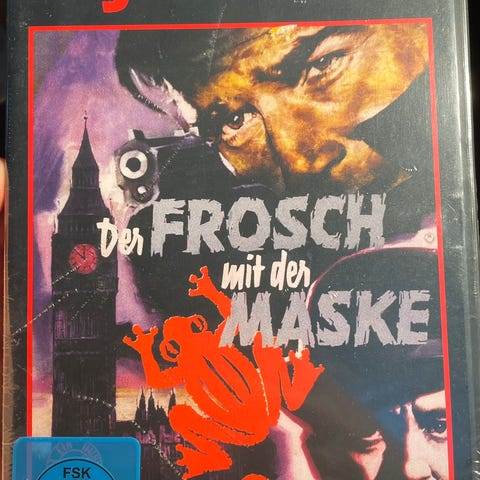 Der FROSCH
mit der
MASKE
FSK